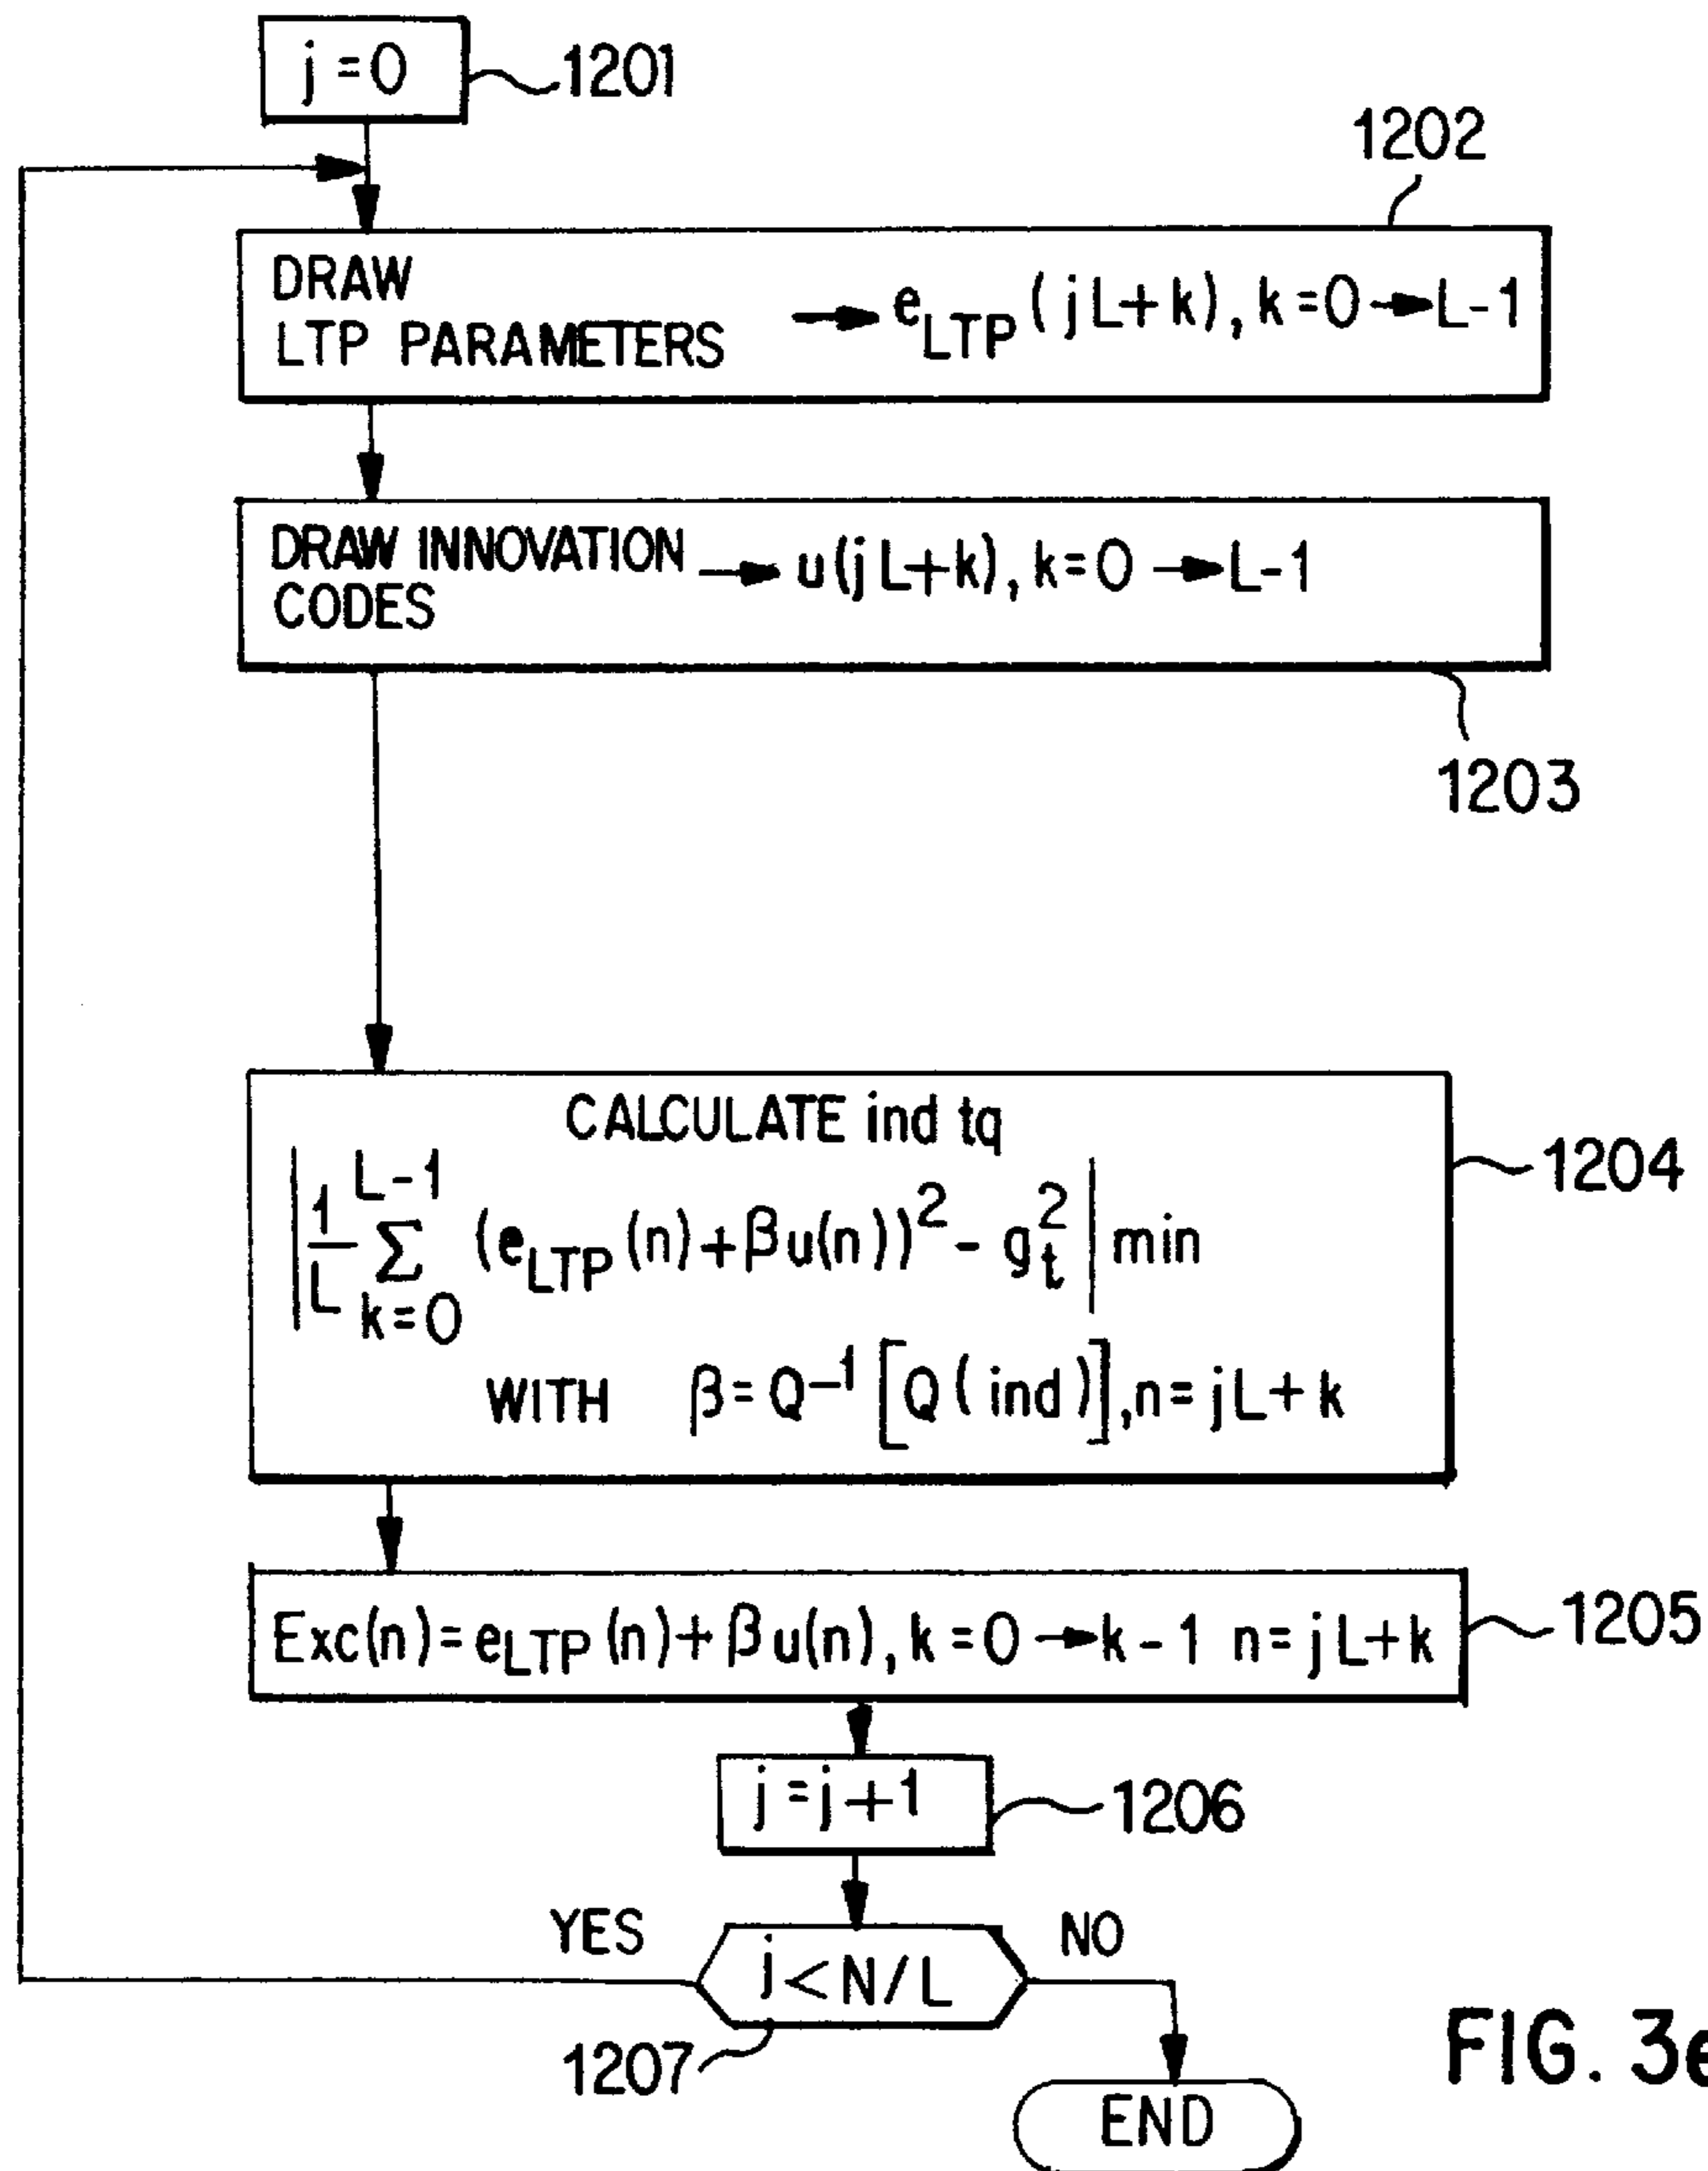 j=0
1201
1202
DRAW
LTP PARAMETERS → e_LTP (jL+k), k=0→L-1
DRAW INNOVATION → u(jL+k), k=0→L-1
CODES
1203
CALCULATE ind tq
|1/L Σ_{k=0}^{L-1} (e_LTP (n)+βu(n))² - g_t²| min
WITH β=Q⁻¹[Q(ind)],n=jL+k
1204
Exc(n)=e_LTP(n)+βu(n), k=0→k-1 n=jL+k
1205
j=j+1
1206
YES
NO
j<N/L
1207
FIG. 3e
END